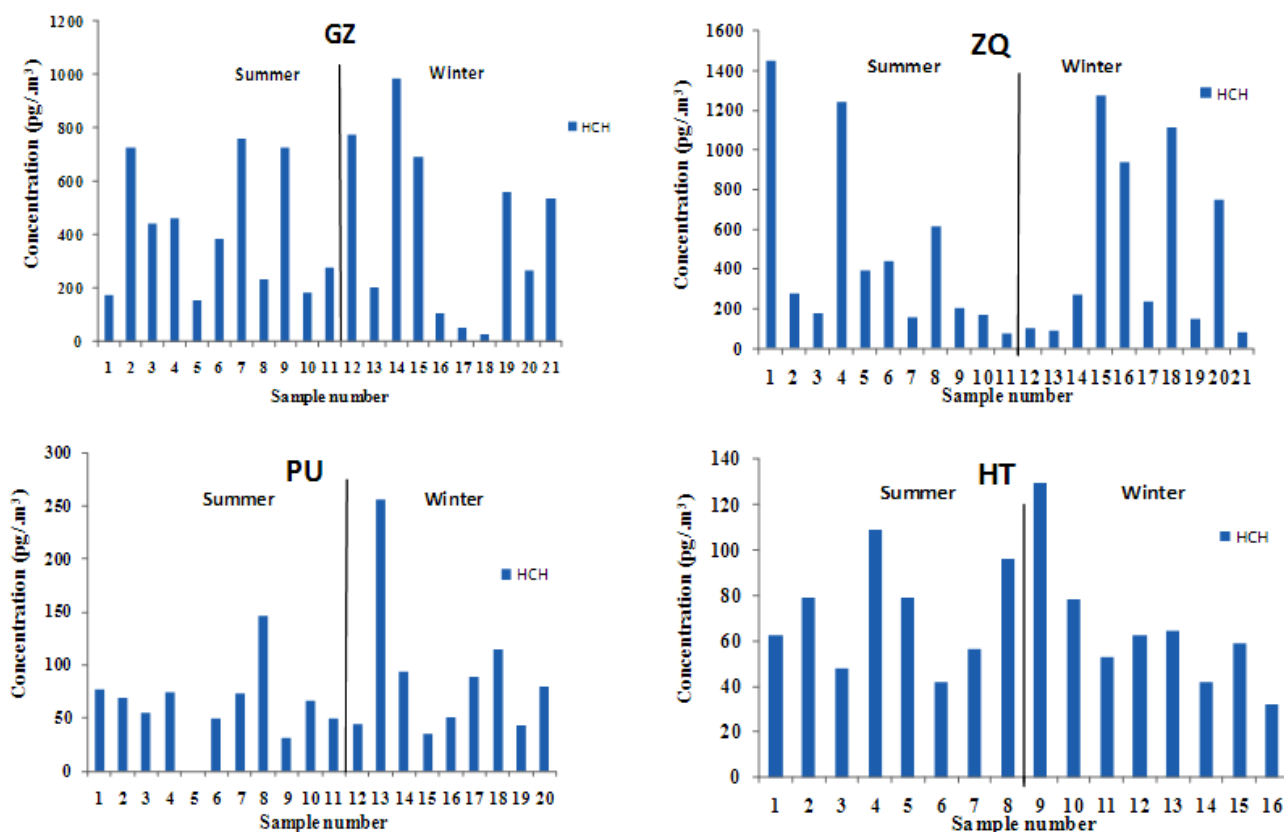 GZ
Summer
Winter
HCH
Concentration (pg/.m³)
1200
1000
800
600
400
200
0
1 2 3 4 5 6 7 8 9 10 11 12 13 14 15 16 17 18 19 20 21
Sample number
ZQ
Summer
Winter
HCH
Concentration (pg/.m³)
1600
1400
1200
1000
800
600
400
200
0
1 2 3 4 5 6 7 8 9 10 11 12 13 14 15 16 17 18 19 20 21
Sample number
PU
Summer
Winter
HCH
Concentration (pg/.m³)
300
250
200
150
100
50
0
1 2 3 4 5 6 7 8 9 10 11 12 13 14 15 16 17 18 19 20
Sample number
HT
Summer
Winter
HCH
Concentration (pg/.m³)
140
120
100
80
60
40
20
0
1 2 3 4 5 6 7 8 9 10 11 12 13 14 15 16
Sample number